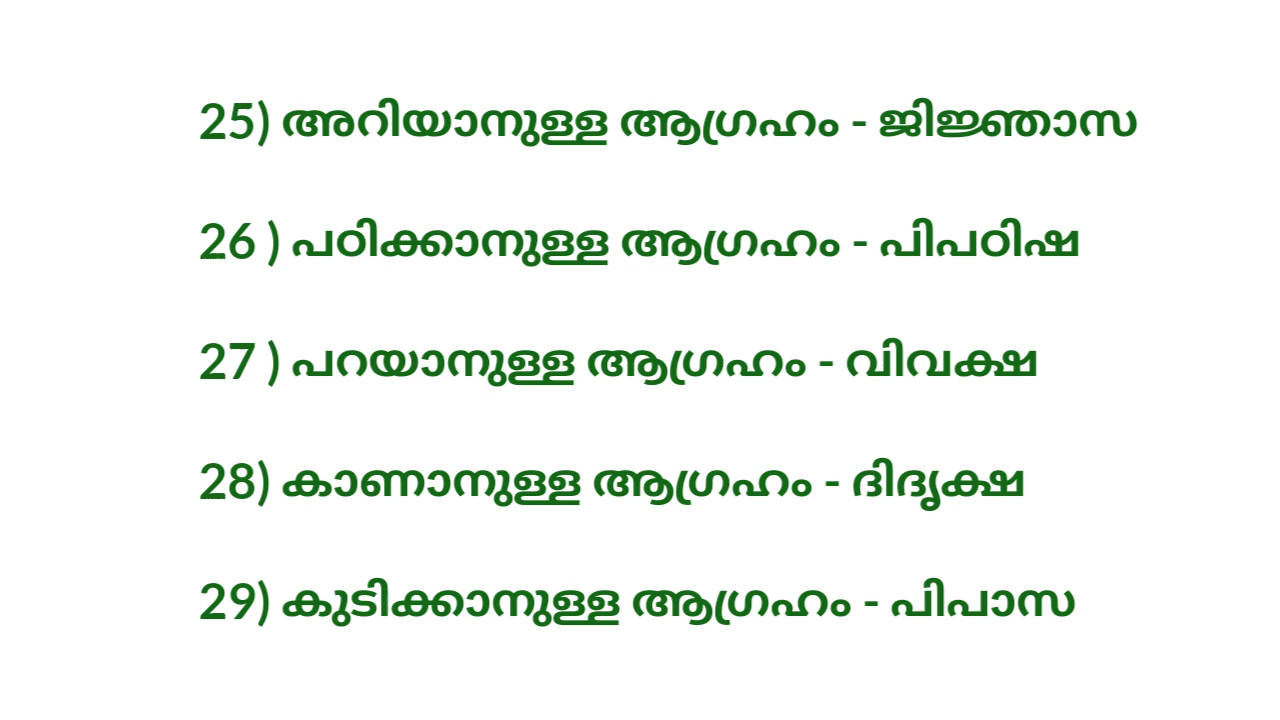 25) അറിയാനുള്ള ആഗ്രഹം - ജിജ്ഞാസ
26 ) പഠിക്കാനുള്ള ആഗ്രഹം - പിപഠിഷ
27 ) പറയാനുള്ള ആഗ്രഹം - വിവക്ഷ
28) കാണാനുള്ള ആഗ്രഹം - ദിദൃക്ഷ
29) കുടിക്കാനുള്ള ആഗ്രഹം - പിപാസ